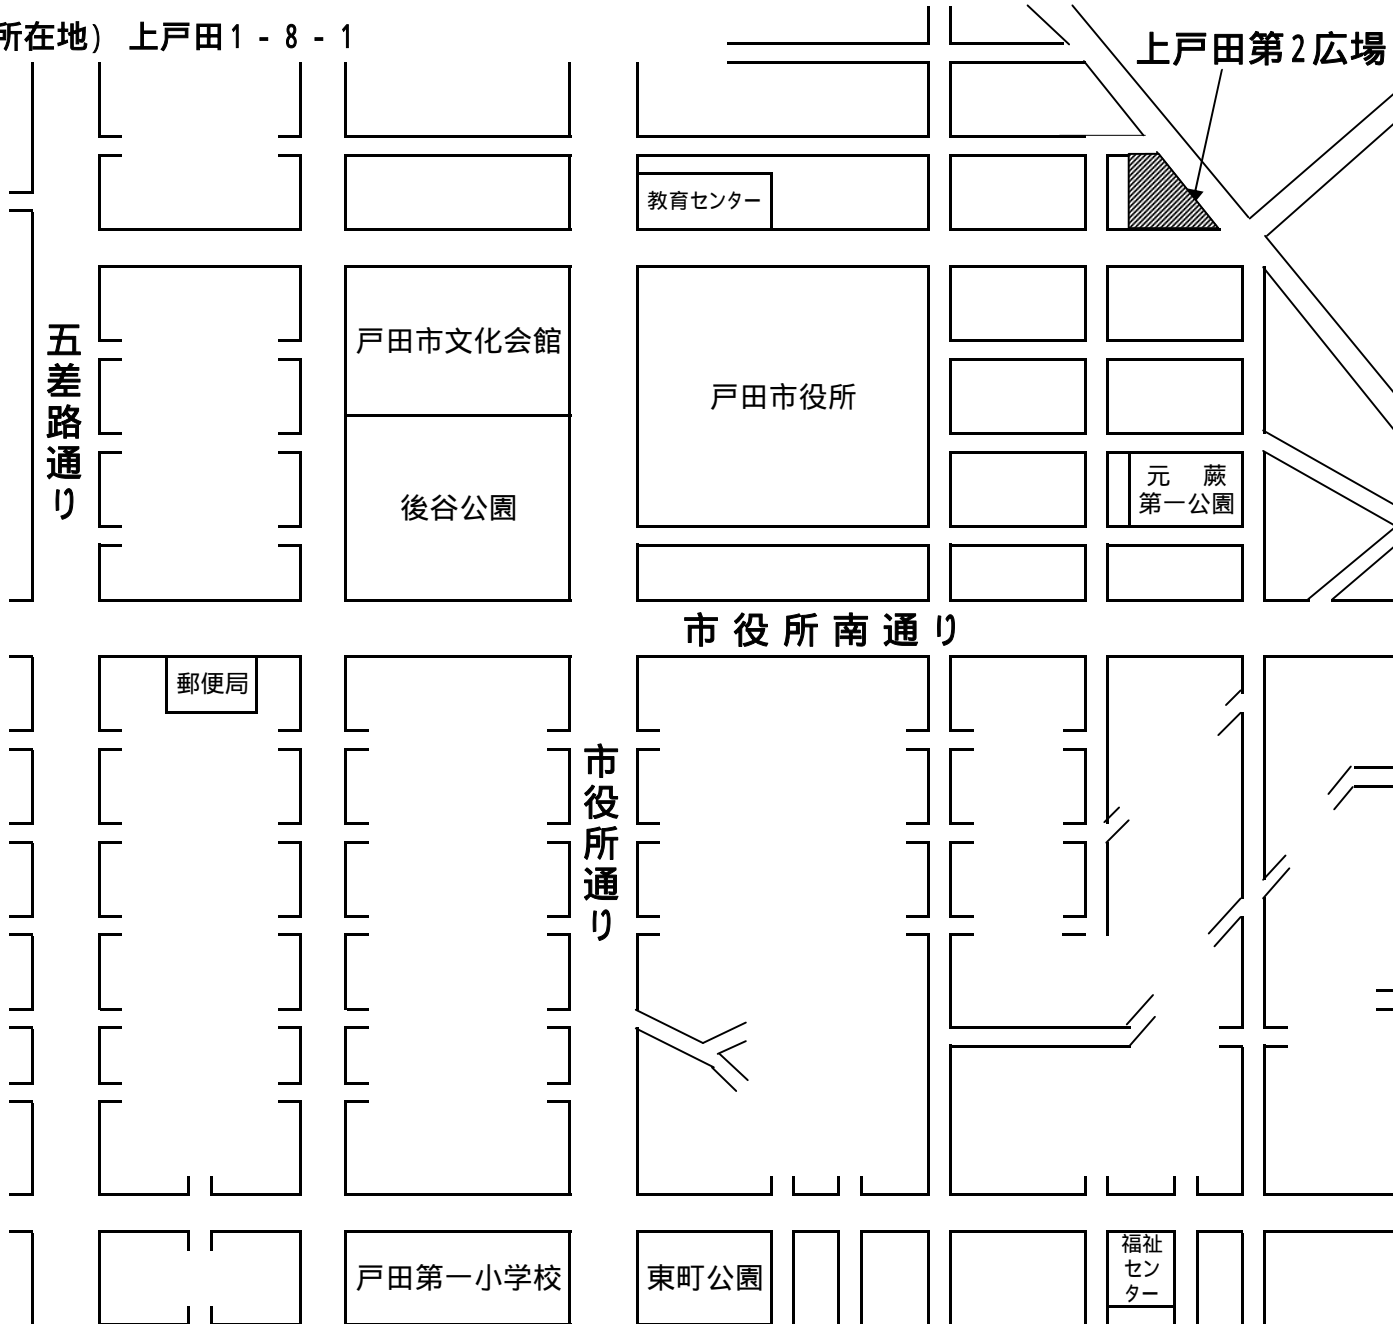 所在地) 上戸田1-8-1
上戸田第2広場
教育センター
戸田市文化会館
戸田市役所
五差路通り
後谷公園
元 蕨
第一公園
市役所南通り
郵便局
市役所通り
戸田第一小学校
東町公園
福祉
セン
ター